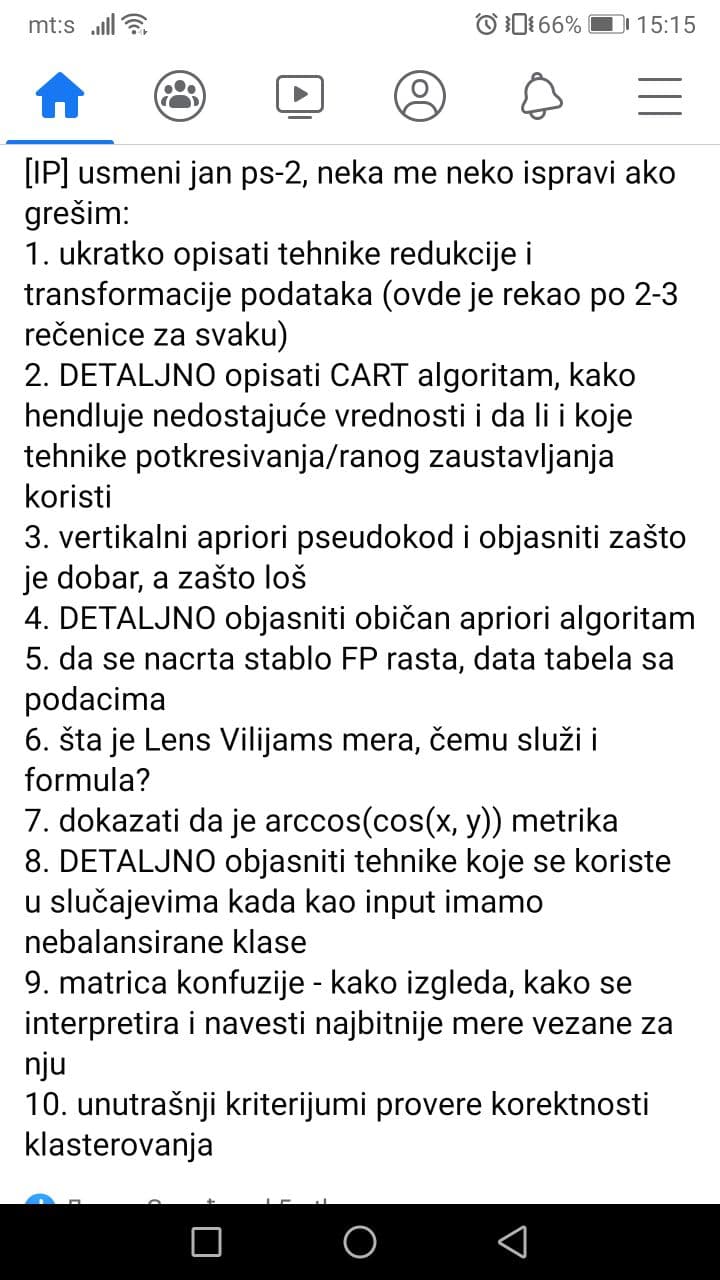 mt:s 66% 15:15
[IP] usmeni jan ps-2, neka me neko ispravi ako
grešim:
1. ukratko opisati tehnike redukcije i
transformacije podataka (ovde je rekao po 2-3
rečenice za svaku)
2. DETALJNO opisati CART algoritam, kako
hendluje nedostajuće vrednosti i da li i koje
tehnike potkresivanja/ranog zaustavljanja
koristi
3. vertikalni apriori pseudokod i objasniti zašto
je dobar, a zašto loš
4. DETALJNO objasniti običan apriori algoritam
5. da se nacrta stablo FP rasta, data tabela sa
podacima
6. šta je Lens Vilijams mera, čemu služi i
formula?
7. dokazati da je arccos(cos(x, y)) metrika
8. DETALJNO objasniti tehnike koje se koriste
u slučajevima kada kao input imamo
nebalansirane klase
9. matrica konfuzije - kako izgleda, kako se
interpretira i navesti najbitnije mere vezane za
nju
10. unutrašnji kriterijumi provere korektnosti
klasterovanja